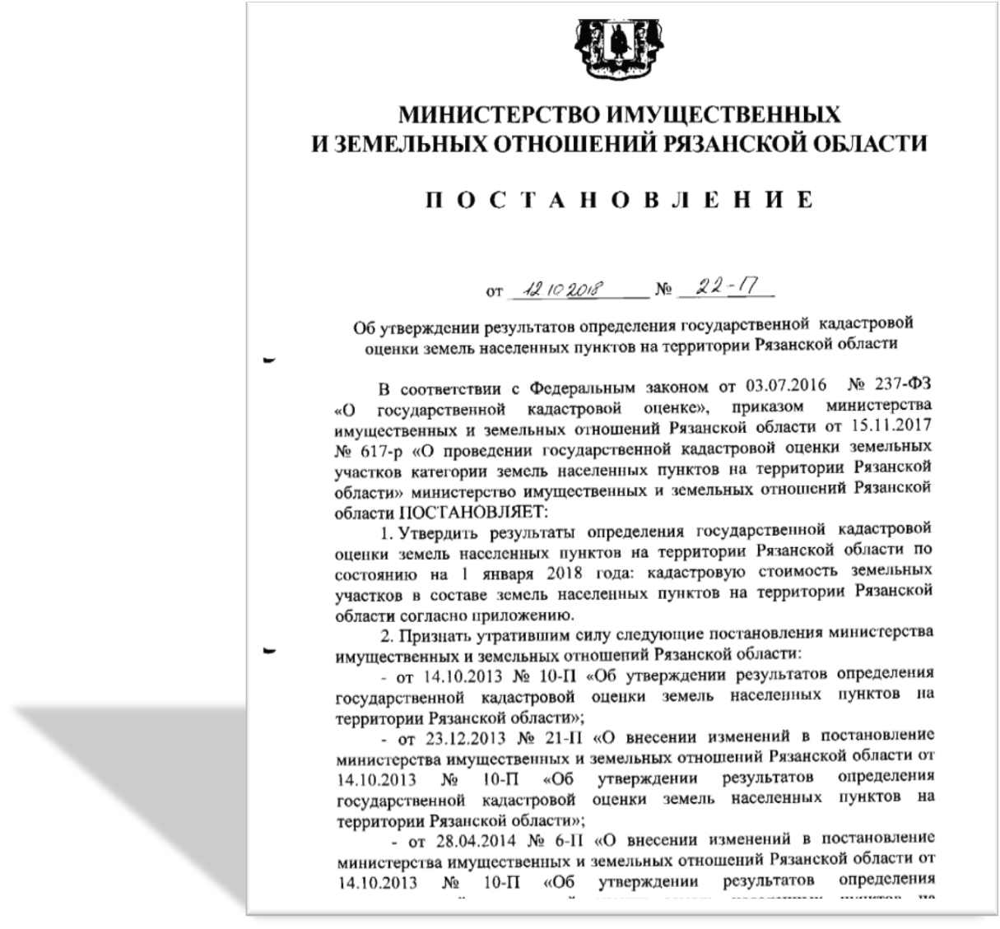 МИНИСТЕРСТВО ИМУЩЕСТВЕННЫХ
И ЗЕМЕЛЬНЫХ ОТНОШЕНИЙ РЯЗАНСКОЙ ОБЛАСТИ
П О С Т А Н О В Л Е Н И Е
от 12.10.2018 № 22-П
Об утверждении результатов определения государственной кадастровой
оценки земель населенных пунктов на территории Рязанской области
В соответствии с Федеральным законом от 03.07.2016 № 237-ФЗ
«О государственной кадастровой оценке», приказом министерства
имущественных и земельных отношений Рязанской области от 15.11.2017
№ 617-р «О проведении государственной кадастровой оценки земельных
участков категории земель населенных пунктов на территории Рязанской
области» министерство имущественных и земельных отношений Рязанской
области ПОСТАНОВЛЯЕТ:
1. Утвердить результаты определения государственной кадастровой
оценки земель населенных пунктов на территории Рязанской области по
состоянию на 1 января 2018 года: кадастровую стоимость земельных
участков в составе земель населенных пунктов на территории Рязанской
области согласно приложению.
2. Признать утратившим силу следующие постановления министерства
имущественных и земельных отношений Рязанской области:
- от 14.10.2013 № 10-П «Об утверждении результатов определения
государственной кадастровой оценки земель населенных пунктов на
территории Рязанской области»;
- от 23.12.2013 № 21-П «О внесении изменений в постановление
министерства имущественных и земельных отношений Рязанской области от
14.10.2013 № 10-П «Об утверждении результатов определения
государственной кадастровой оценки земель населенных пунктов на
территории Рязанской области»;
- от 28.04.2014 № 6-П «О внесении изменений в постановление
министерства имущественных и земельных отношений Рязанской области от
14.10.2013 № 10-П «Об утверждении результатов определения